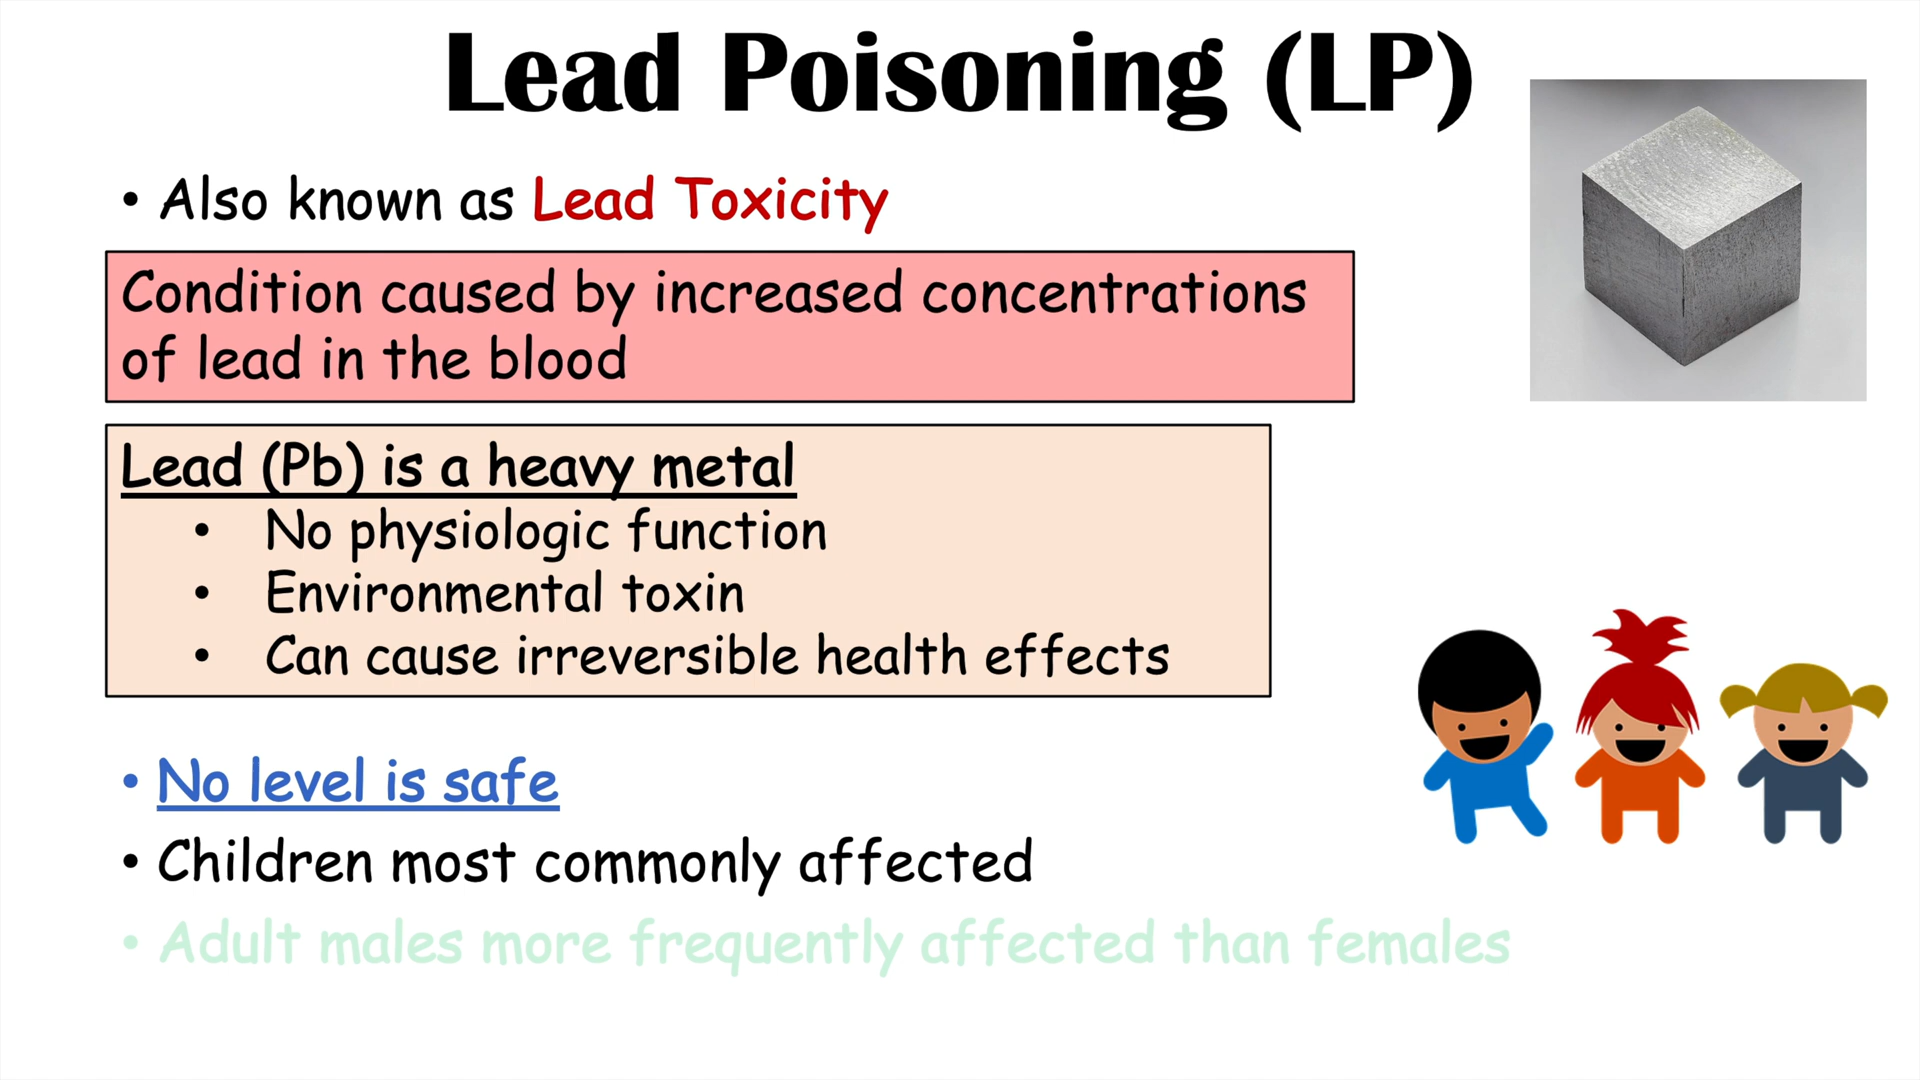 Lead Poisoning (LP)
• Also known as Lead Toxicity
Condition caused by increased concentrations
of lead in the blood
Lead (Pb) is a heavy metal
• No physiologic function
• Environmental toxin
• Can cause irreversible health effects
• No level is safe
• Children most commonly affected
• Adult males more frequently affected than females